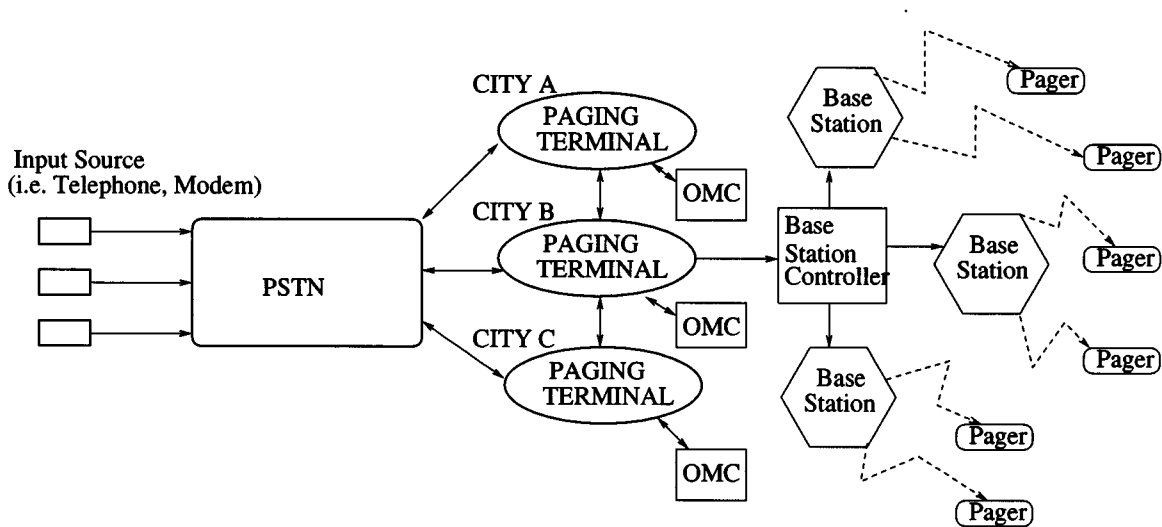 Input Source
(i.e. Telephone, Modem)
PSTN
CITY A
PAGING
TERMINAL
OMC
CITY B
PAGING
TERMINAL
OMC
CITY C
PAGING
TERMINAL
OMC
Base
Station
Controller
Base
Station
Pager
Pager
Base
Station
Pager
Pager
Base
Station
Pager
Pager